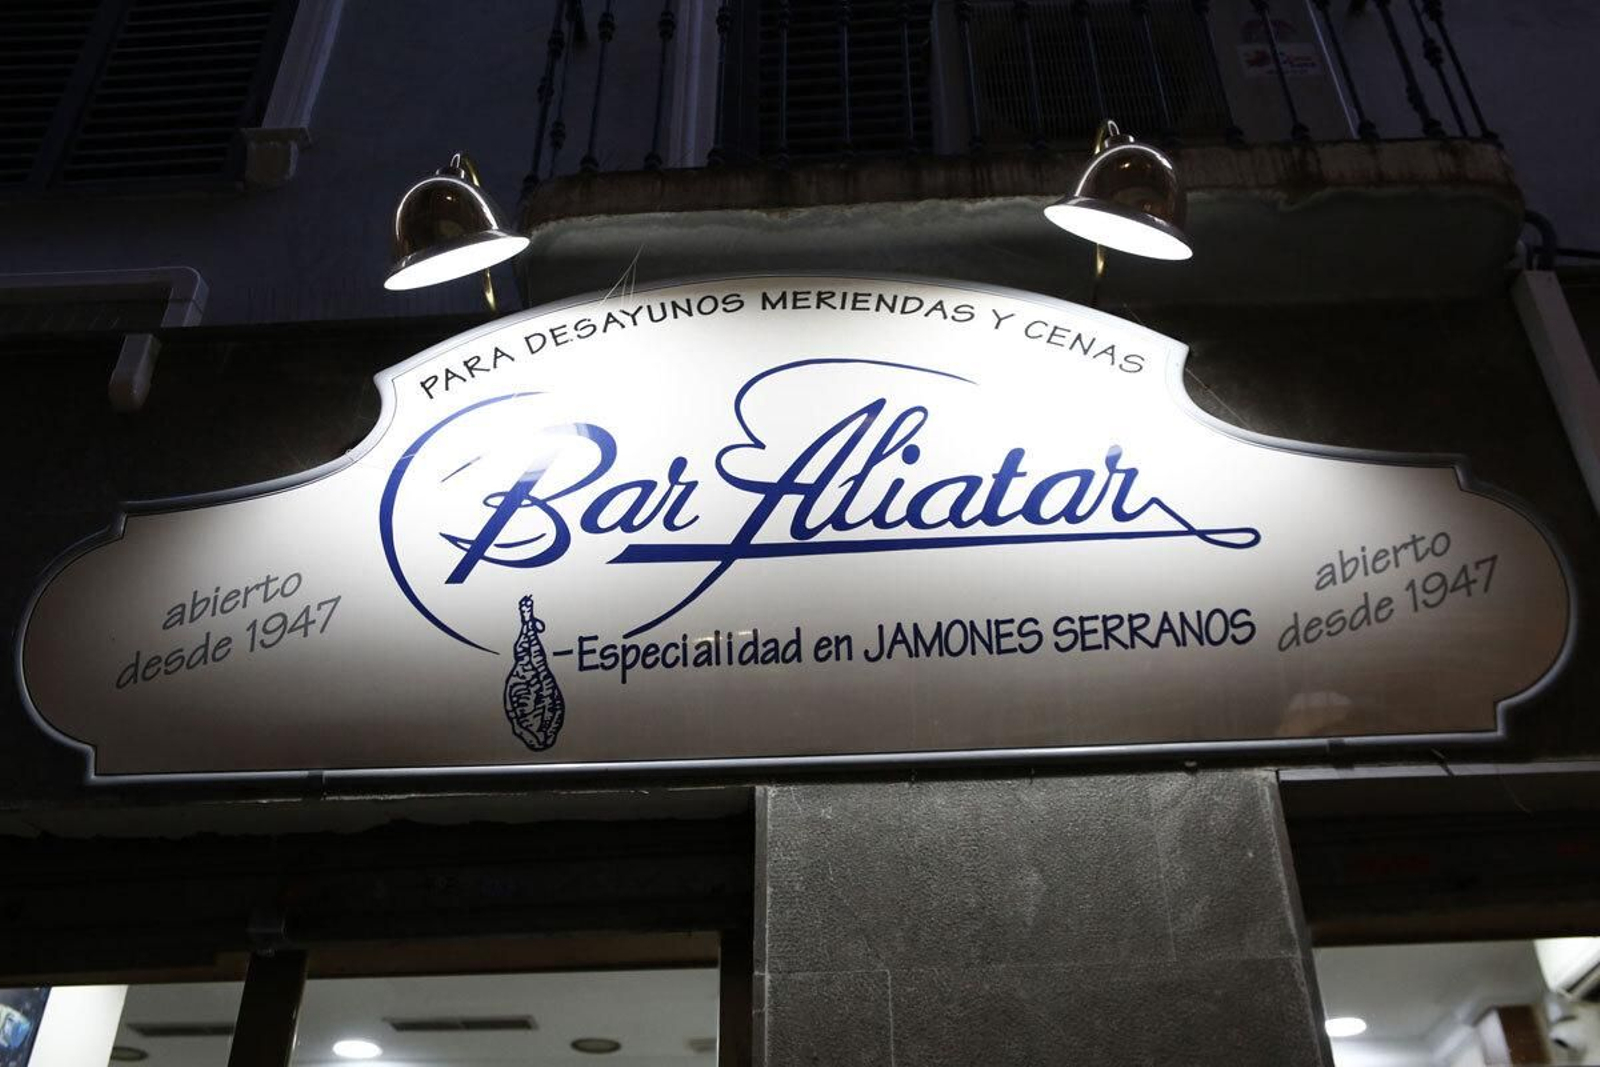 PARA DESAYUNOS MERIENDAS Y CENAS
Bar Aliatar
abierto
desde 1947
abierto
desde 1947
Especialidad en JAMONES SERRANOS